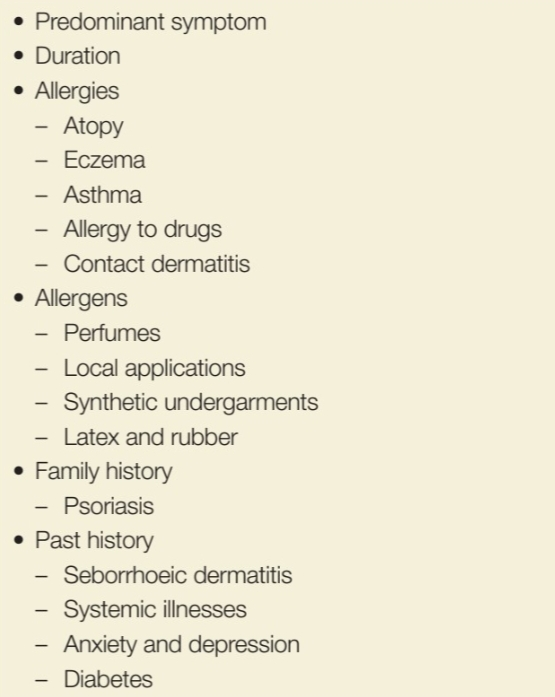 • Predominant symptom
• Duration
• Allergies
– Atopy
– Eczema
– Asthma
– Allergy to drugs
– Contact dermatitis
• Allergens
– Perfumes
– Local applications
– Synthetic undergarments
– Latex and rubber
• Family history
– Psoriasis
• Past history
– Seborrhoeic dermatitis
– Systemic illnesses
– Anxiety and depression
– Diabetes